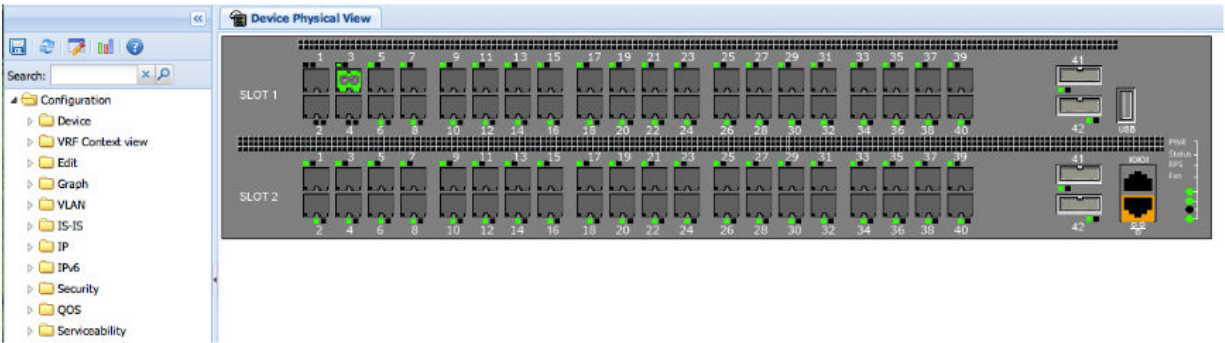 Device Physical View
Search:
Configuration
Device
VRF Context view
Edit
Graph
VLAN
IS-IS
IP
IPv6
Security
QOS
Serviceability
1 3 5 7 9 11 13 15 17 19 21 23 25 27 29 31 33 35 37 39 41
SLOT 1
2 4 6 8 10 12 14 16 18 20 22 24 26 28 30 32 34 36 38 40 42 USB
PWR
Status
RPS
Fan
1 3 5 7 9 11 13 15 17 19 21 23 25 27 29 31 33 35 37 39 41 IOIOI
SLOT 2
2 4 6 8 10 12 14 16 18 20 22 24 26 28 30 32 34 36 38 40 42